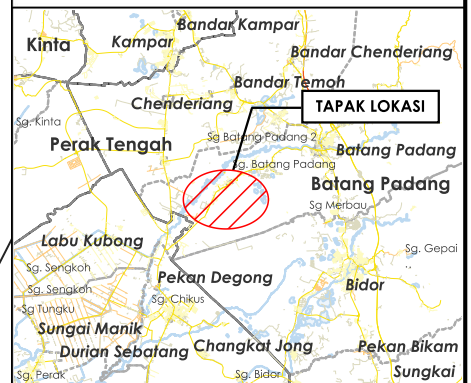 Bandar Kampar
Kinta
Kampar
Bandar Chenderiang
Bandar Temoh
Chenderiang
TAPAK LOKASI
Sg. Kinta
Sg Batang Padang 2
Perak Tengah
Batang Padang
Sg. Batang Padang
Batang Padang
Sg Merbau
Labu Kubong
Sg. Gepai
Sg. Sengkoh
Pekan Degong
Sg. Sengkoh
Bidor
Sg. Chikus
Sg Tungku
Sungai Manik
Changkat Jong
Pekan Bikam
Durian Sebatang
Sungkai
Sg. Perak
Sg. Bidor